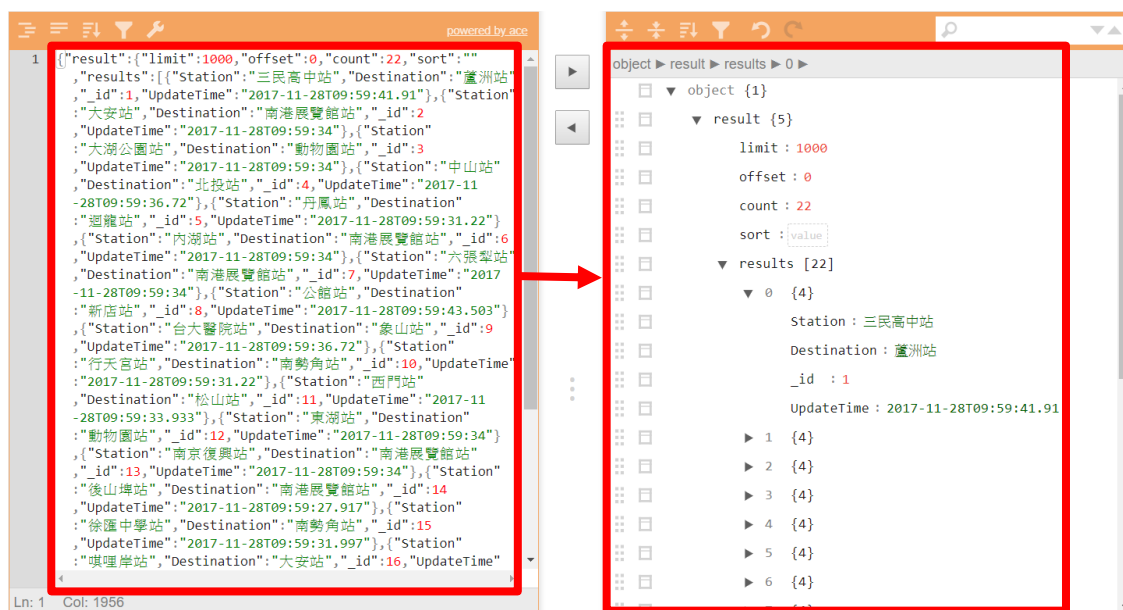 powered by ace
1 {"result":{"limit":1000,"offset":0,"count":22,"sort":""
,"results":[{"Station":"三民高中站","Destination":"蘆洲站"
,"_id":1,"UpdateTime":"2017-11-28T09:59:41.91"},{"Station"
:"大安站","Destination":"南港展覽館站","_id":2
,"UpdateTime":"2017-11-28T09:59:34"},{"Station"
:"大湖公園站","Destination":"動物園站","_id":3
,"UpdateTime":"2017-11-28T09:59:34"},{"Station":"中山站"
,"Destination":"北投站","_id":4,"UpdateTime":"2017-11
-28T09:59:36.72"},{"Station":"丹鳳站","Destination"
:"迴龍站","_id":5,"UpdateTime":"2017-11-28T09:59:31.22"}
,{"Station":"內湖站","Destination":"南港展覽館站","_id":6
,"UpdateTime":"2017-11-28T09:59:34"},{"Station":"六張犁站"
,"Destination":"南港展覽館站","_id":7,"UpdateTime":"2017
-11-28T09:59:34"},{"Station":"公館站","Destination"
:"新店站","_id":8,"UpdateTime":"2017-11-28T09:59:43.503"}
,{"Station":"台大醫院站","Destination":"象山站","_id":9
,"UpdateTime":"2017-11-28T09:59:36.72"},{"Station"
:"行天宮站","Destination":"南勢角站","_id":10,"UpdateTime"
:"2017-11-28T09:59:31.22"},{"Station":"西門站"
,"Destination":"松山站","_id":11,"UpdateTime":"2017-11
-28T09:59:33.933"},{"Station":"東湖站","Destination"
:"動物園站","_id":12,"UpdateTime":"2017-11-28T09:59:34"}
,{"Station":"南京復興站","Destination":"南港展覽館站"
,"_id":13,"UpdateTime":"2017-11-28T09:59:34"},{"Station"
:"後山埤站","Destination":"南港展覽館站","_id":14
,"UpdateTime":"2017-11-28T09:59:27.917"},{"Station"
:"徐匯中學站","Destination":"南勢角站","_id":15
,"UpdateTime":"2017-11-28T09:59:31.997"},{"Station"
:"唭哩岸站","Destination":"大安站","_id":16,"UpdateTime"
Ln: 1 Col: 1956
object ► result ► results ► 0 ►
▼ object {1}
▼ result {5}
limit : 1000
offset : 0
count : 22
sort : value
▼ results [22]
▼ 0 {4}
Station : 三民高中站
Destination : 蘆洲站
_id : 1
UpdateTime : 2017-11-28T09:59:41.91
► 1 {4}
► 2 {4}
► 3 {4}
► 4 {4}
► 5 {4}
► 6 {4}